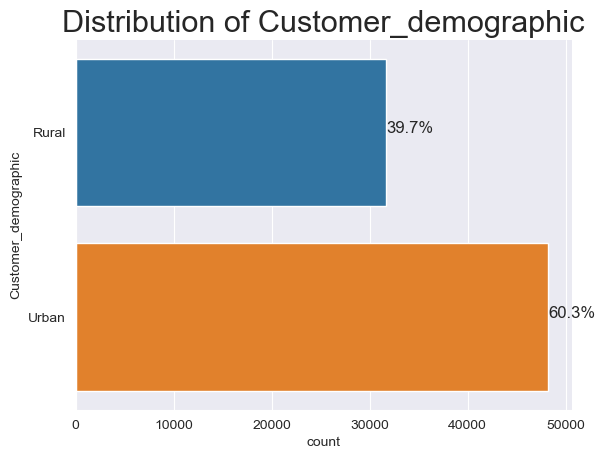 Distribution of Customer_demographic
Customer_demographic
Rural
39.7%
Urban
60.3%
0 10000 20000 30000 40000 50000
count